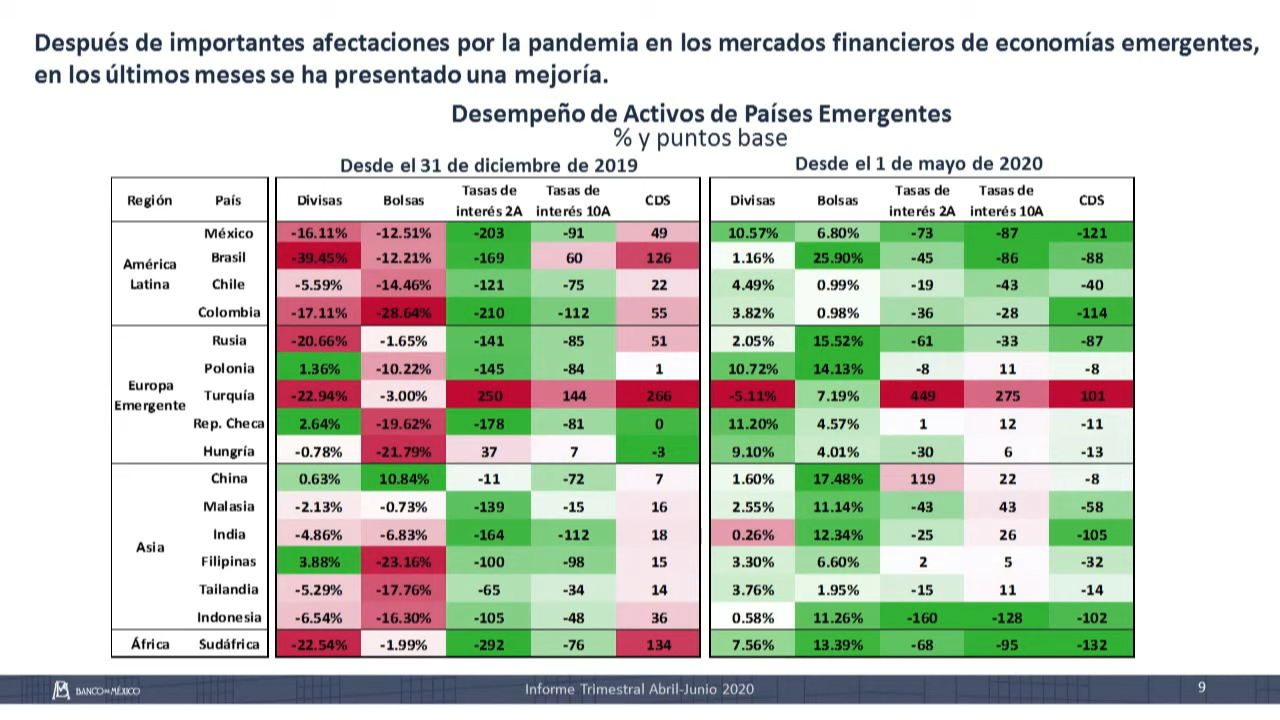 Después de importantes afectaciones por la pandemia en los mercados financieros de economías emergentes,
en los últimos meses se ha presentado una mejoría.
Desempeño de Activos de Países Emergentes
% y puntos base
Desde el 31 de diciembre de 2019 Desde el 1 de mayo de 2020
Región País Divisas Bolsas Tasas de interés 2A Tasas de interés 10A CDS Divisas Bolsas Tasas de interés 2A Tasas de interés 10A CDS
América Latina
México -16.11% -12.51% -203 -91 49 10.57% 6.80% -73 -87 -121
Brasil -39.45% -12.21% -169 60 126 1.16% 25.90% -45 -86 -88
Chile -5.59% -14.46% -121 -75 22 4.49% 0.99% -19 -43 -40
Colombia -17.11% -28.64% -210 -112 55 3.82% 0.98% -36 -28 -114
Europa Emergente
Rusia -20.66% -1.65% -141 -85 51 2.05% 15.52% -61 -33 -87
Polonia 1.36% -10.22% -145 -84 1 10.72% 14.13% -8 11 -8
Turquía -22.94% -3.00% 250 144 266 -5.11% 7.19% 449 275 101
Rep. Checa 2.64% -19.62% -178 -81 0 11.20% 4.57% 1 12 -11
Hungría -0.78% -21.79% 37 7 -3 9.10% 4.01% -30 6 -13
Asia
China 0.63% 10.84% -11 -72 7 1.60% 17.48% 119 22 -8
Malasia -2.13% -0.73% -139 -15 16 2.55% 11.14% -43 43 -58
India -4.86% -6.83% -164 -112 18 0.26% 12.34% -25 26 -105
Filipinas 3.88% -23.16% -100 -98 15 3.30% 6.60% 2 5 -32
Tailandia -5.29% -17.76% -65 -34 14 3.76% 1.95% -15 11 -14
Indonesia -6.54% -16.30% -105 -48 36 0.58% 11.26% -160 -128 -102
África Sudáfrica -22.54% -1.99% -292 -76 134 7.56% 13.39% -68 -95 -132
BANCO DE MÉXICO Informe Trimestral Abril-Junio 2020 9